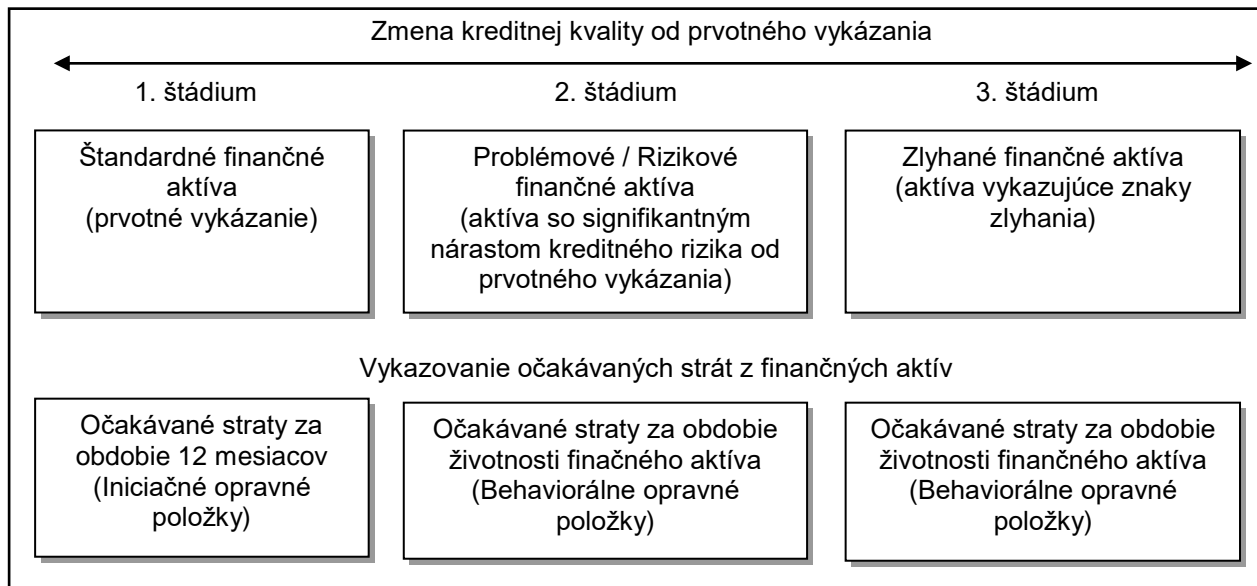 Zmena kreditnej kvality od prvotného vykázania
1. štádium
2. štádium
3. štádium
Štandardné finančné
aktíva
(prvotné vykázanie)
Problémové / Rizikové
finančné aktíva
(aktíva so signifikantným
nárastom kreditného rizika od
prvotného vykázania)
Zlyhané finančné aktíva
(aktíva vykazujúce znaky
zlyhania)
Vykazovanie očakávaných strát z finančných aktív
Očakávané straty za
obdobie 12 mesiacov
(Iniciačné opravné
položky)
Očakávané straty za obdobie
životnosti finačného aktíva
(Behaviorálne opravné
položky)
Očakávané straty za obdobie
životnosti finančného aktíva
(Behaviorálne opravné
položky)